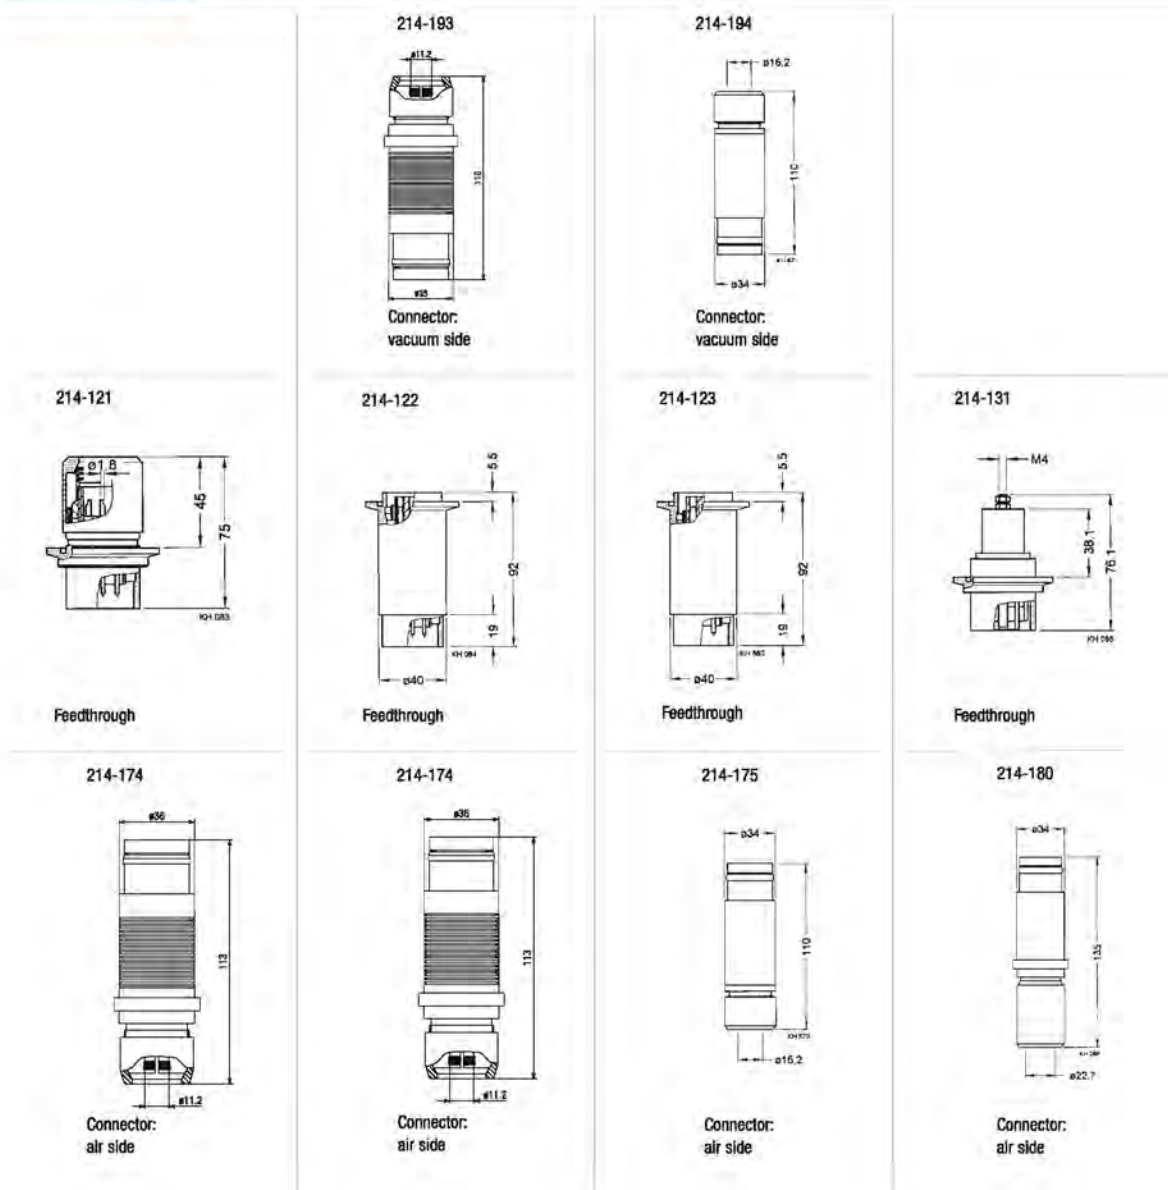 214-193
214-194
ø11.2
ø16,2
110
ø34
Connector:
vacuum side
Connector:
vacuum side
214-121
214-122
214-123
214-131
ø1.8
45
75
KH 083
Feedthrough
5.5
92
19
KH 084
ø40
Feedthrough
5.5
92
19
ø40
Feedthrough
M4
38.1
76.1
Feedthrough
214-174
214-174
214-175
214-180
ø36
113
ø11.2
Connector:
air side
ø36
113
ø11.2
Connector:
air side
ø34
110
ø16,2
Connector:
air side
ø34
135
ø22.7
Connector:
air side